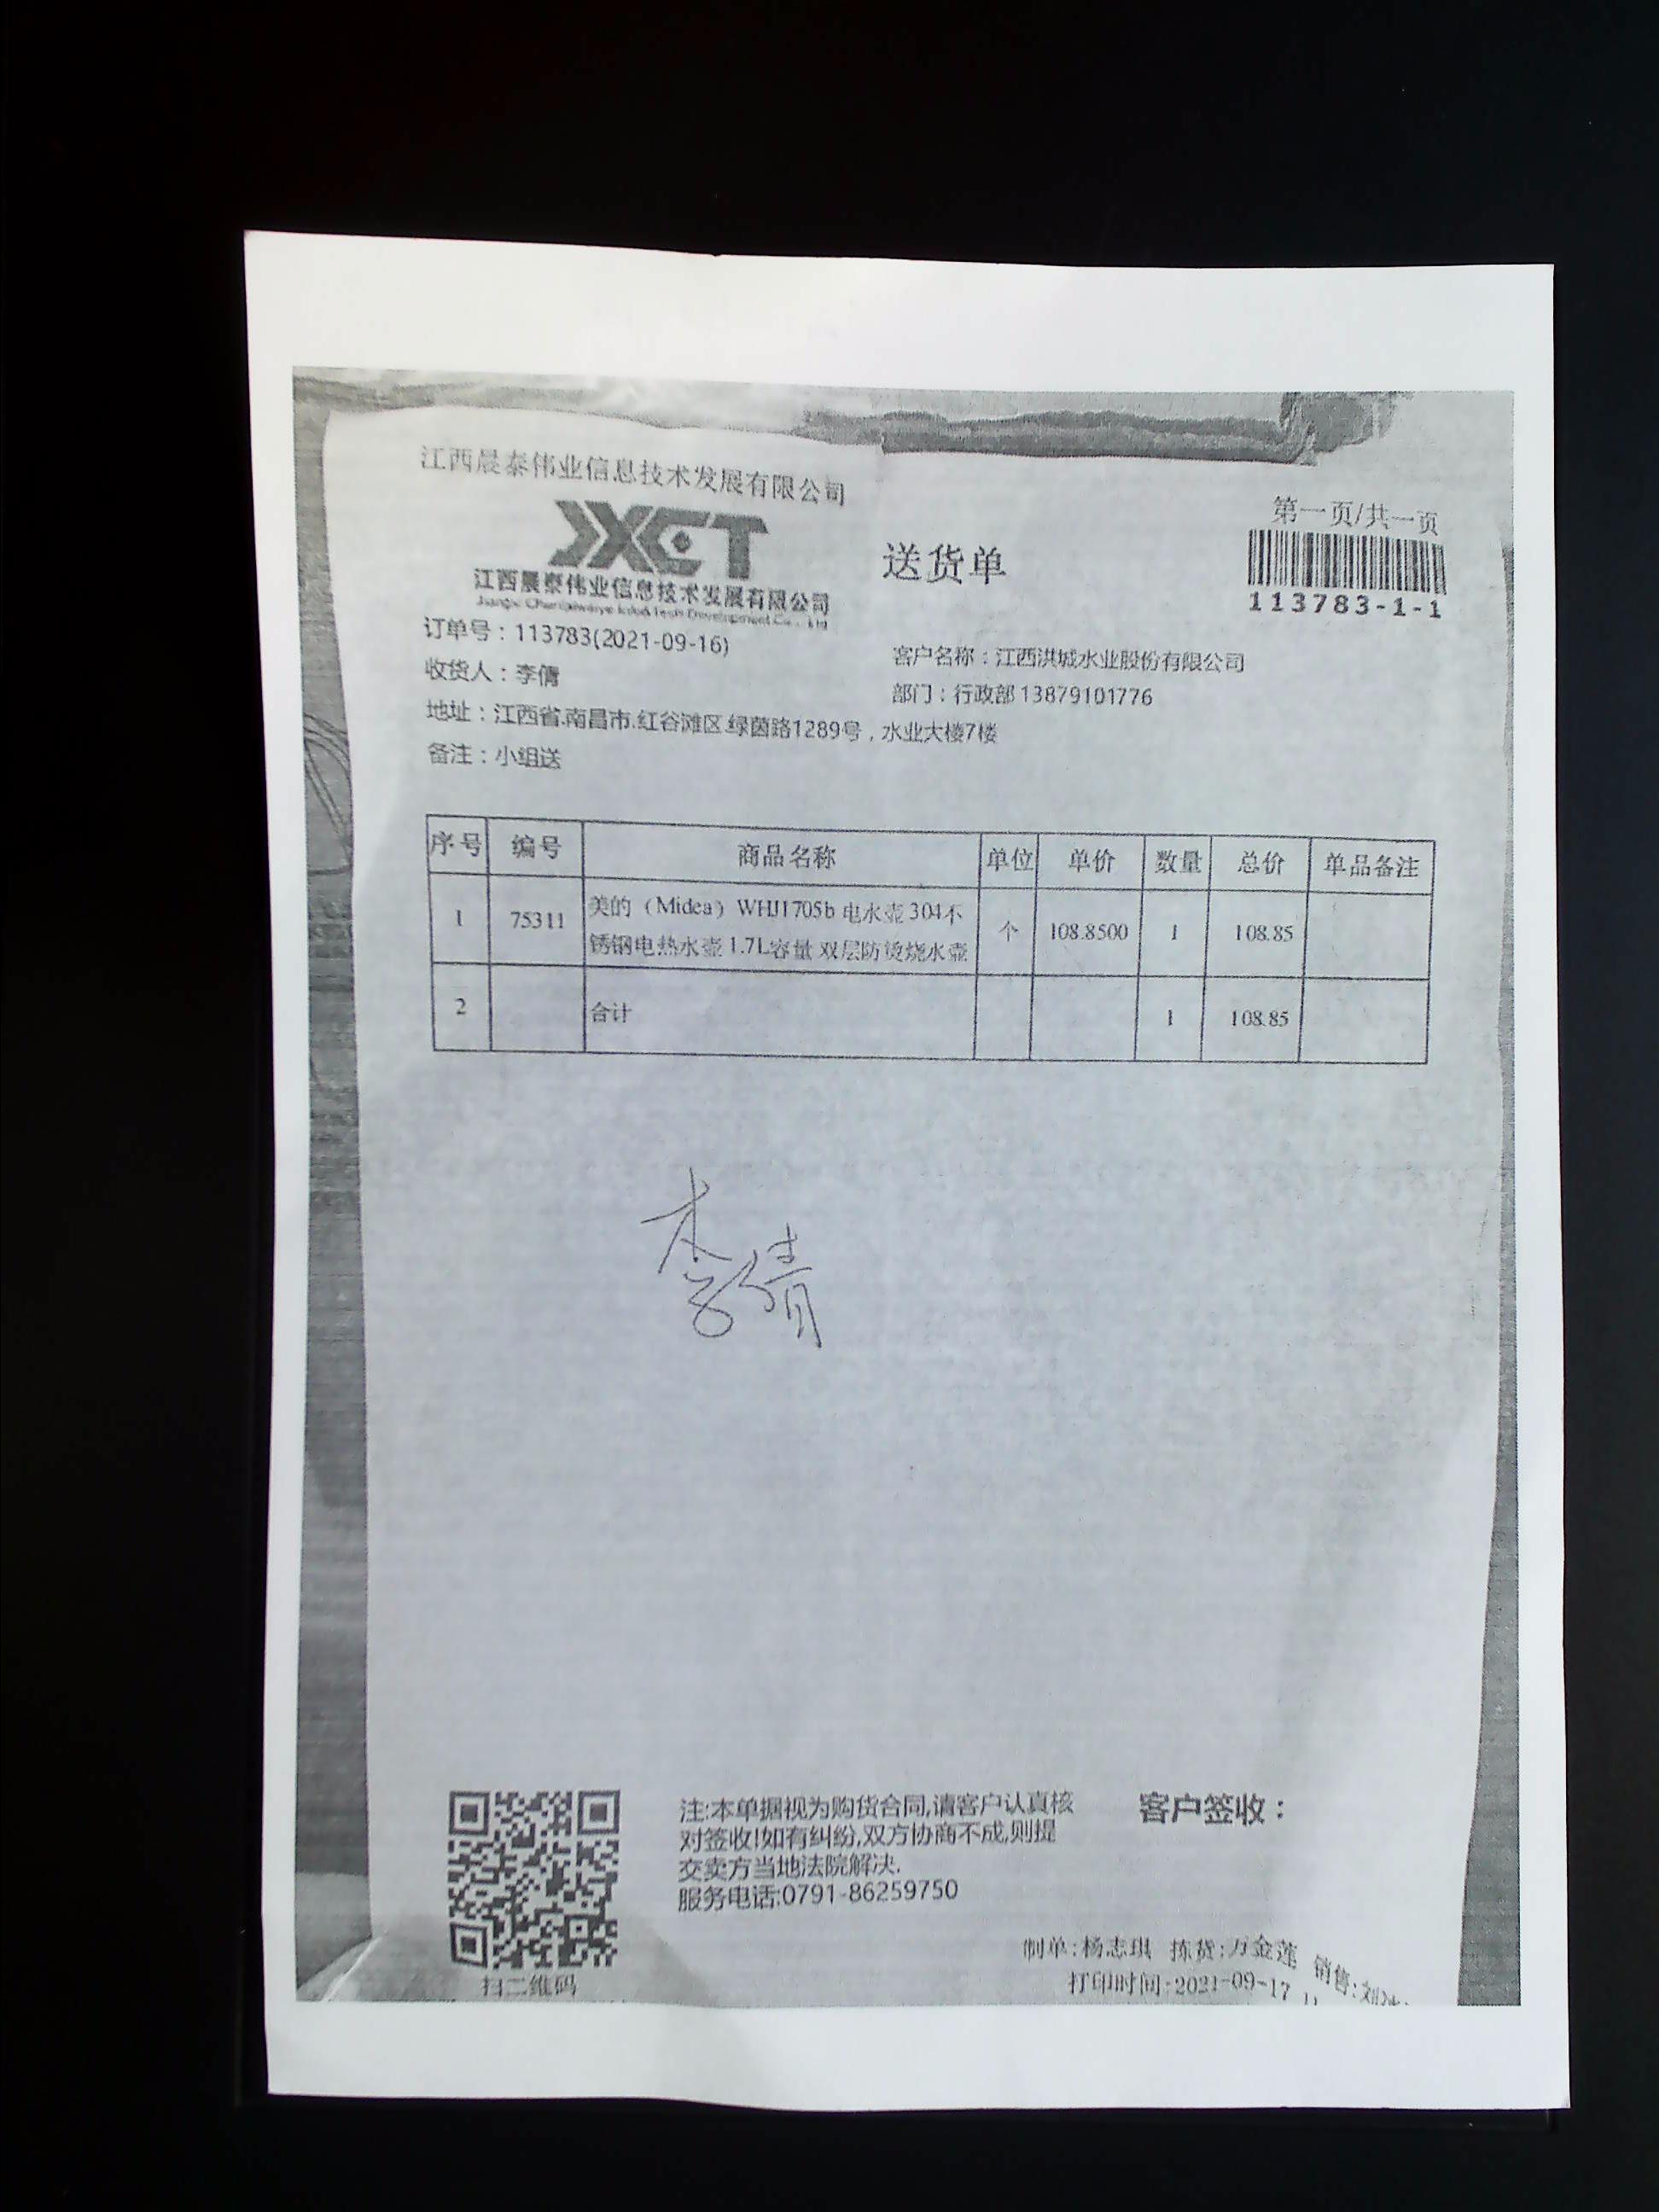 江西晨泰伟业信息技术发展有限公司
第一页/共一页
JXCT
送货单
江西晨泰伟业信息技术发展有限公司
113783-1-1
订单号：113783(2021-09-16)
客户名称：江西洪城水业股份有限公司
收货人：李倩
部门：行政部 13879101776
地址：江西省.南昌市.红谷滩区.绿茵路1289号，水业大楼7楼
备注：小组送
序号 编号 商品名称 单位 单价 数量 总价 单品备注
1 75311 美的（Midea）WHJ1705b 电水壶 304不 个 108.8500 1 108.85
锈钢电热水壶 1.7L容量 双层防烫烧水壶
2 合计 1 108.85
李倩
注:本单据视为购货合同,请客户认真核
客户签收：
对签收!如有纠纷,双方协商不成,则提
交卖方当地法院解决.
服务电话:0791-86259750
制单:杨志琪 拣货:万金莲 销售:刘
扫二维码
打印时间:2021-09-17